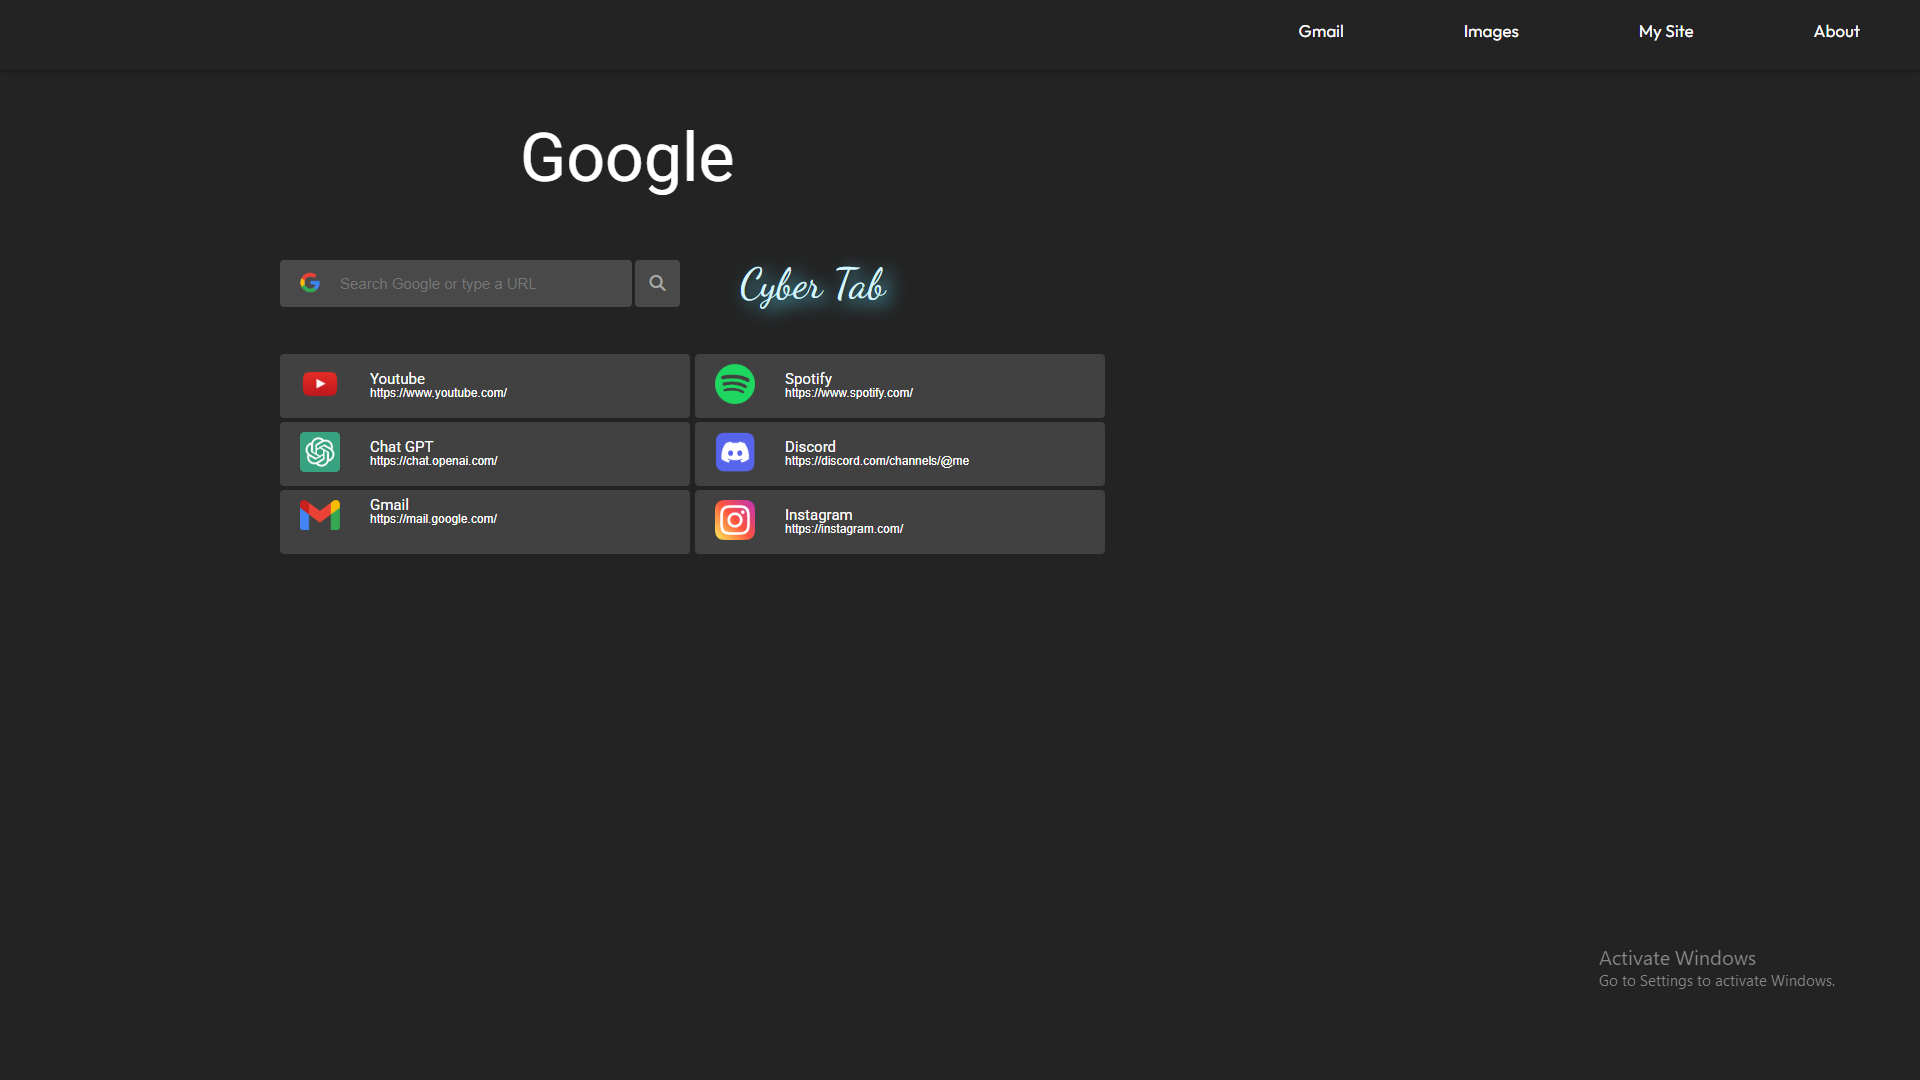 Gmail Images My Site About
Google
Search Google or type a URL
Cyber Tab
Youtube
https://www.youtube.com/
Spotify
https://www.spotify.com/
Chat GPT
https://chat.openai.com/
Discord
https://discord.com/channels/@me
Gmail
https://mail.google.com/
Instagram
https://instagram.com/
Activate Windows
Go to Settings to activate Windows.